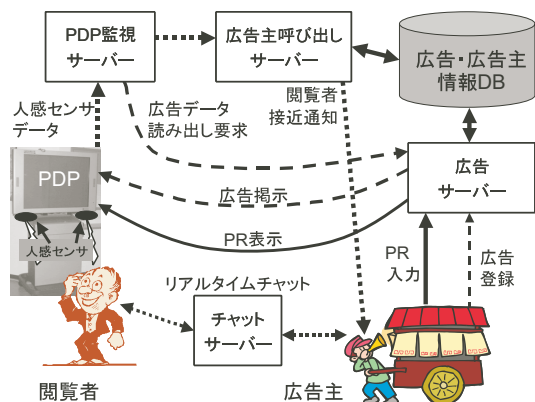 PDP監視
サーバー
広告主呼び出し
サーバー
広告・広告主
情報DB
人感センサ
データ
広告データ
読み出し要求
閲覧者
接近通知
広告
サーバー
PDP
広告掲示
人感センサ
PR表示
PR
入力
広告
登録
リアルタイムチャット
チャット
サーバー
閲覧者
広告主